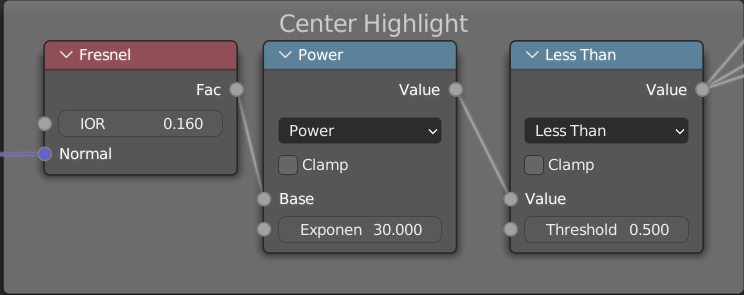 Center Highlight
Fresnel
Fac
IOR 0.160
Normal
Power
Value
Power
Clamp
Base
Exponen 30.000
Less Than
Value
Less Than
Clamp
Value
Threshold 0.500